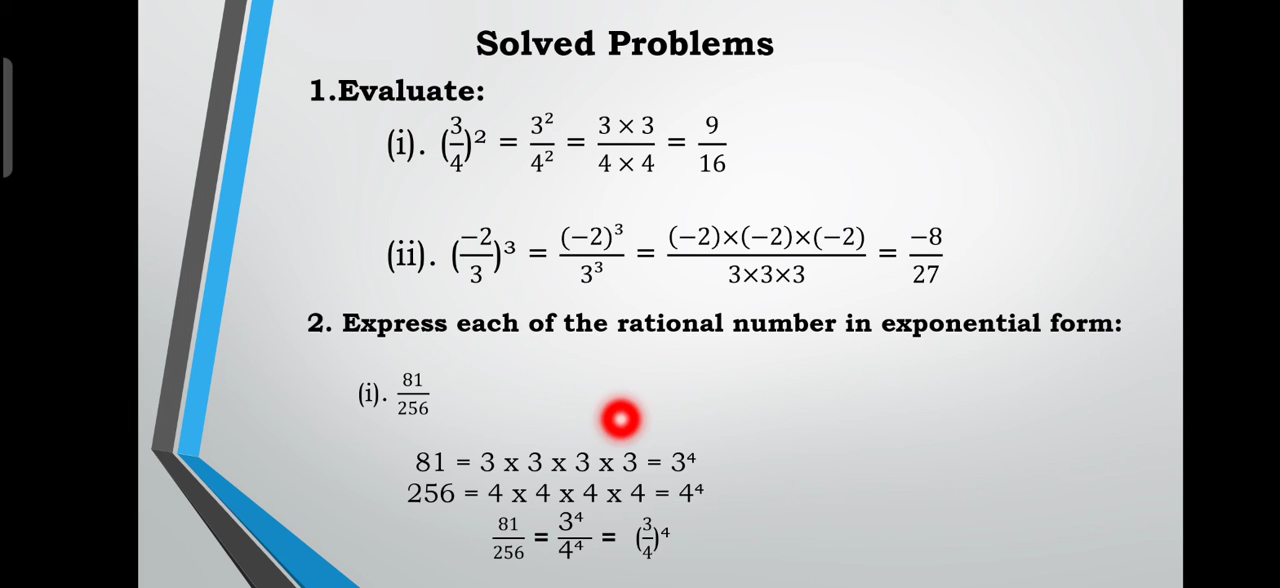 Solved Problems
1.Evaluate:
(i). (3/4)² = 3²/4² = 3 × 3/4 × 4 = 9/16
(ii). (−2/3)³ = (−2)³/3³ = (−2)×(−2)×(−2)/3×3×3 = −8/27
2. Express each of the rational number in exponential form:
(i). 81/256
81 = 3 x 3 x 3 x 3 = 3⁴
256 = 4 x 4 x 4 x 4 = 4⁴
81/256 = 3⁴/4⁴ = (3/4)⁴